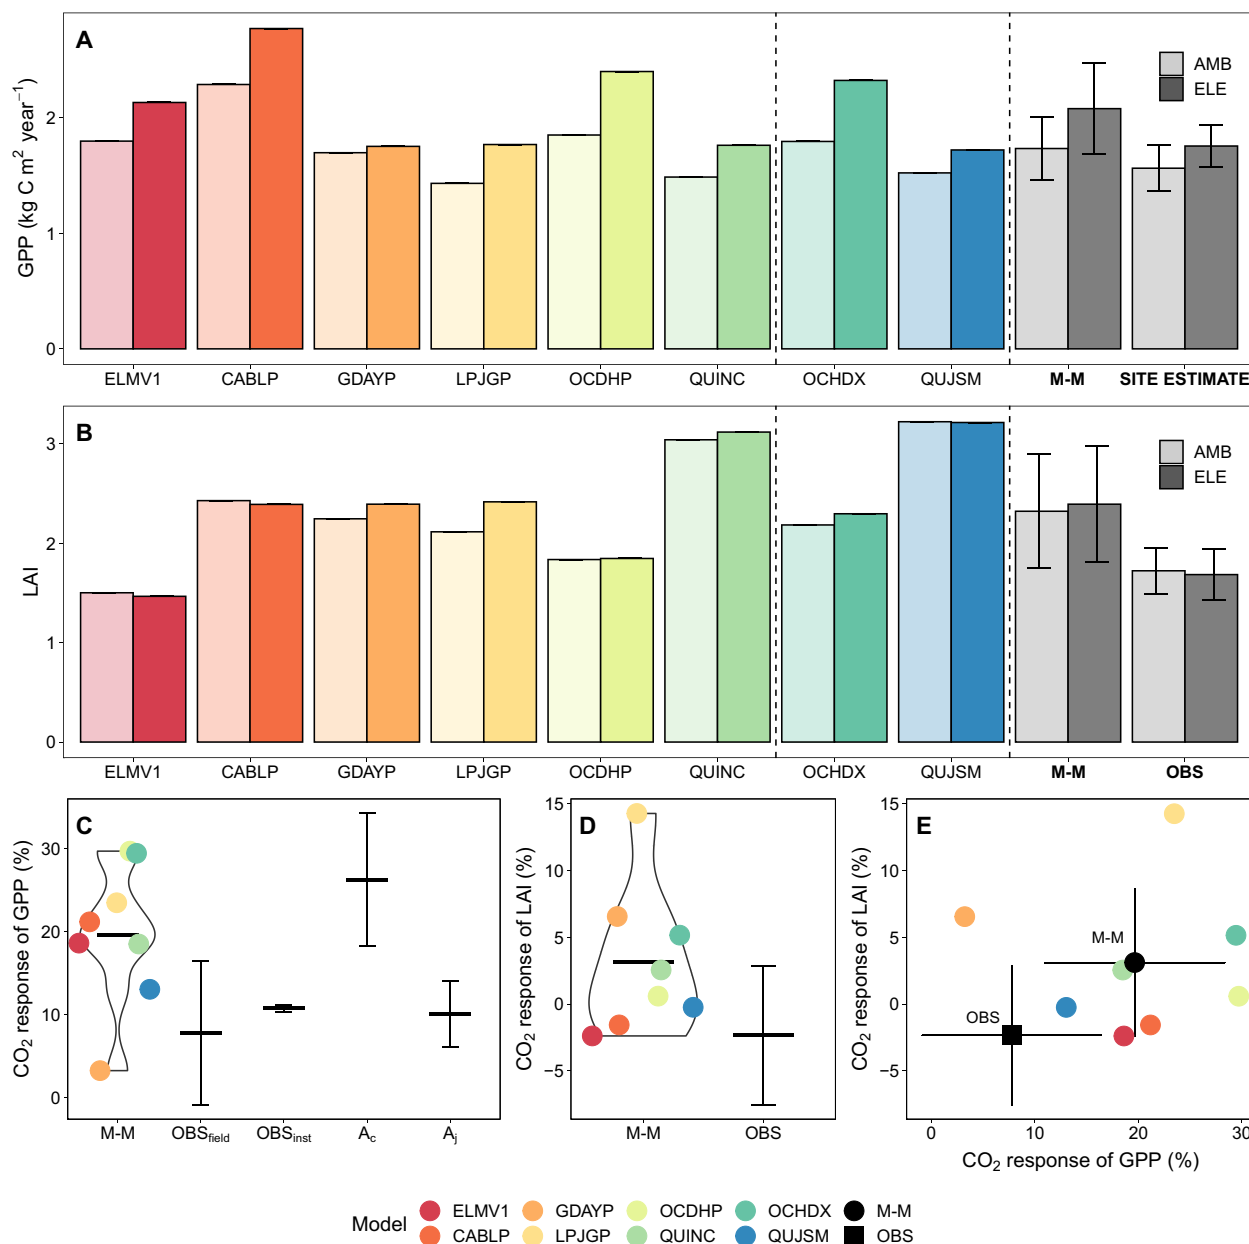 A
GPP (kg C m² year⁻¹)
2
1
0
AMB
ELE
ELMV1 CABLP GDAYP LPJGP OCDHP QUINC OCHDX QUJSM M-M SITE ESTIMATE
B
LAI
3
2
1
0
AMB
ELE
ELMV1 CABLP GDAYP LPJGP OCDHP QUINC OCHDX QUJSM M-M OBS
C
CO₂ response of GPP (%)
30
20
10
0
M-M OBSfield OBSinst Ac Aj
D
CO₂ response of LAI (%)
15
10
5
0
−5
M-M OBS
E
CO₂ response of LAI (%)
15
10
5
0
−5
M-M
OBS
0 10 20 30
CO₂ response of GPP (%)
Model
ELMV1 GDAYP OCDHP OCHDX M-M
CABLP LPJGP QUINC QUJSM OBS